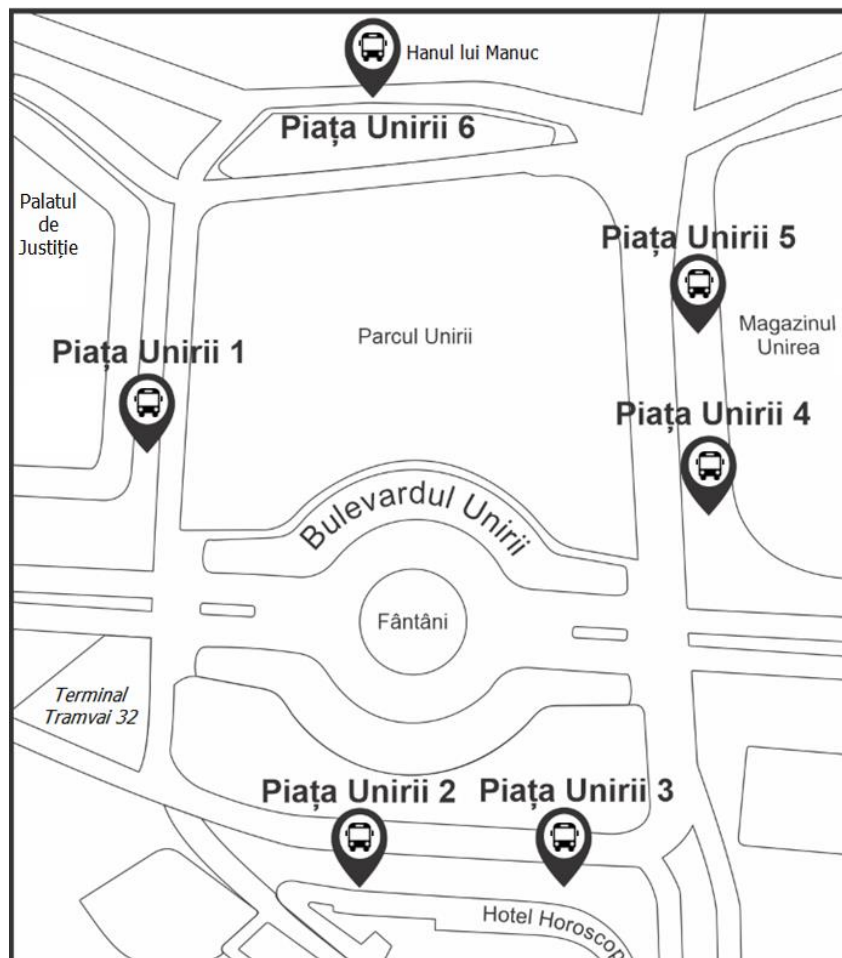 Hanul lui Manuc
Piața Unirii 6
Palatul
de
Justiție
Piața Unirii 5
Parcul Unirii
Magazinul
Unirea
Piața Unirii 1
Piața Unirii 4
Bulevardul Unirii
Fântâni
Terminal
Tramvai 32
Piața Unirii 2
Piața Unirii 3
Hotel Horoscop